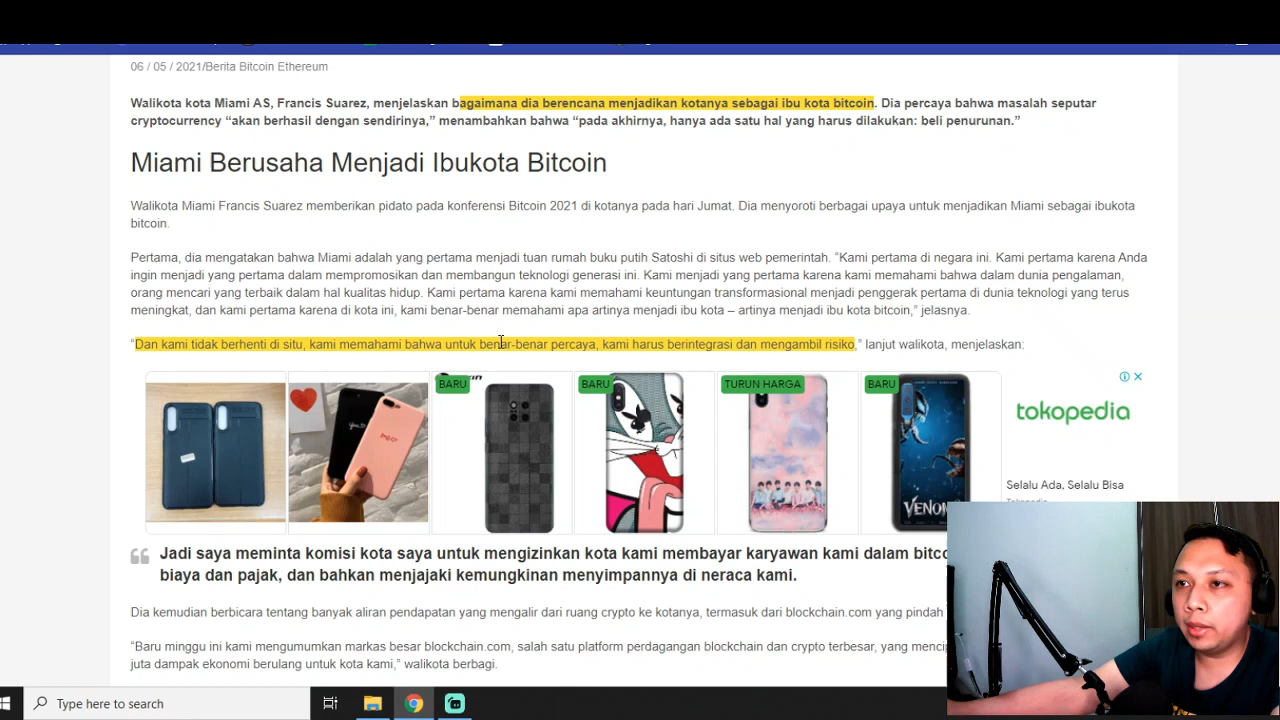 06 / 05 / 2021/Berita Bitcoin Ethereum
Walikota kota Miami AS, Francis Suarez, menjelaskan bagaimana dia berencana menjadikan kotanya sebagai ibu kota bitcoin. Dia percaya bahwa masalah seputar
cryptocurrency “akan berhasil dengan sendirinya,” menambahkan bahwa “pada akhirnya, hanya ada satu hal yang harus dilakukan: beli penurunan.”
Miami Berusaha Menjadi Ibukota Bitcoin
Walikota Miami Francis Suarez memberikan pidato pada konferensi Bitcoin 2021 di kotanya pada hari Jumat. Dia menyoroti berbagai upaya untuk menjadikan Miami sebagai ibukota
bitcoin.
Pertama, dia mengatakan bahwa Miami adalah yang pertama menjadi tuan rumah buku putih Satoshi di situs web pemerintah. “Kami pertama di negara ini. Kami pertama karena Anda
ingin menjadi yang pertama dalam mempromosikan dan membangun teknologi generasi ini. Kami menjadi yang pertama karena kami memahami bahwa dalam dunia pengalaman,
orang mencari yang terbaik dalam hal kualitas hidup. Kami pertama karena kami memahami keuntungan transformasional menjadi penggerak pertama di dunia teknologi yang terus
meningkat, dan kami pertama karena di kota ini, kami benar-benar memahami apa artinya menjadi ibu kota – artinya menjadi ibu kota bitcoin,” jelasnya.
“Dan kami tidak berhenti di situ, kami memahami bahwa untuk benar-benar percaya, kami harus berintegrasi dan mengambil risiko,” lanjut walikota, menjelaskan:
BARU
BARU
TURUN HARGA
BARU
tokopedia
Selalu Ada, Selalu Bisa
Tokopedia
VENOM
Jadi saya meminta komisi kota saya untuk mengizinkan kota kami membayar karyawan kami dalam bitco
biaya dan pajak, dan bahkan menjajaki kemungkinan menyimpannya di neraca kami.
Dia kemudian berbicara tentang banyak aliran pendapatan yang mengalir dari ruang crypto ke kotanya, termasuk dari blockchain.com yang pindah
“Baru minggu ini kami mengumumkan markas besar blockchain.com, salah satu platform perdagangan blockchain dan crypto terbesar, yang mencip
juta dampak ekonomi berulang untuk kota kami,” walikota berbagi.
Type here to search